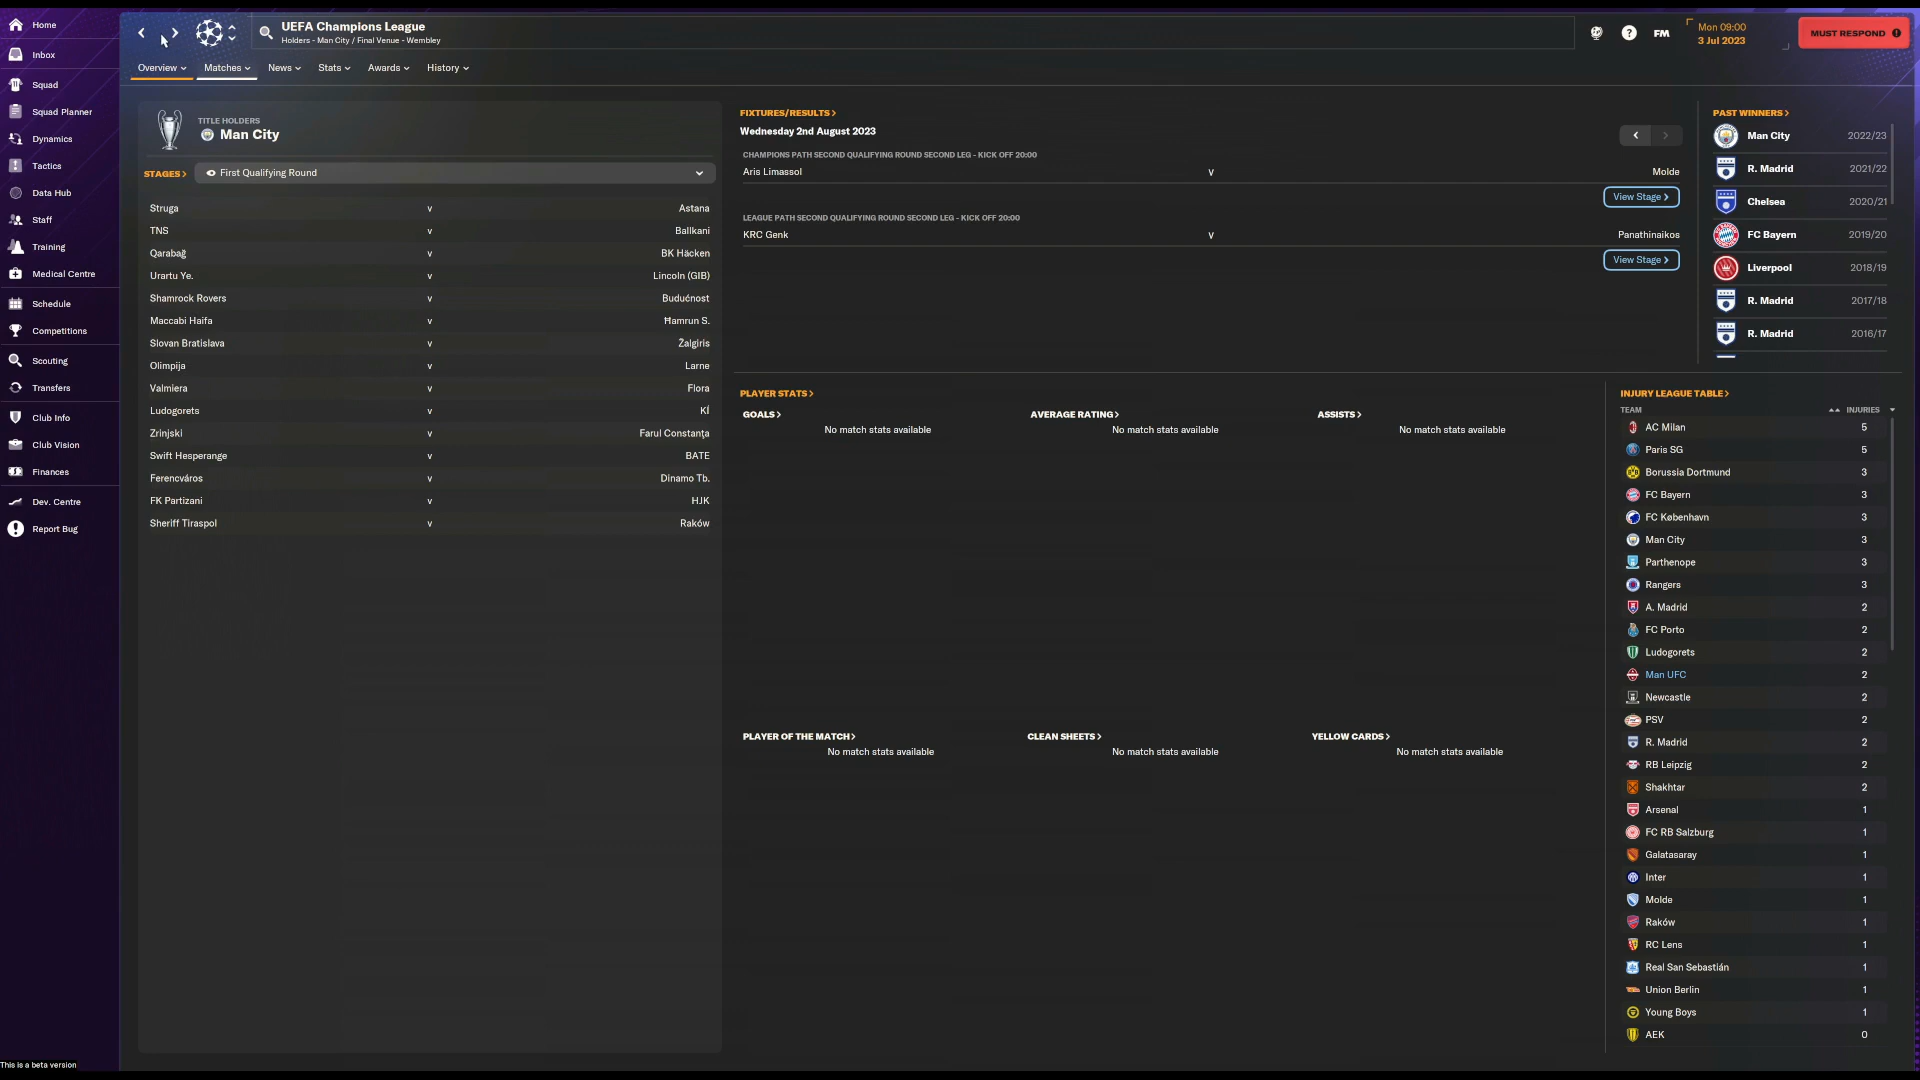 Home
Inbox
Squad
Squad Planner
Dynamics
Tactics
Data Hub
Staff
Training
Medical Centre
Schedule
Competitions
Scouting
Transfers
Club Info
Club Vision
Finances
Dev. Centre
Report Bug
This is a beta version
UEFA Champions League
Holders - Man City / Final Venue - Wembley
FM
Mon 09:00
3 Jul 2023
MUST RESPOND
Overview Matches News Stats Awards History
TITLE HOLDERS
Man City
STAGES First Qualifying Round
Struga v Astana
TNS v Ballkani
Qarabağ v BK Häcken
Urartu Ye. v Lincoln (GIB)
Shamrock Rovers v Budućnost
Maccabi Haifa v Ħamrun S.
Slovan Bratislava v Žalgiris
Olimpija v Larne
Valmiera v Flora
Ludogorets v KÍ
Zrinjski v Farul Constanța
Swift Hesperange v BATE
Ferencváros v Dinamo Tb.
FK Partizani v HJK
Sheriff Tiraspol v Raków
FIXTURES/RESULTS
Wednesday 2nd August 2023
CHAMPIONS PATH SECOND QUALIFYING ROUND SECOND LEG - KICK OFF 20:00
Aris Limassol v Molde
View Stage
LEAGUE PATH SECOND QUALIFYING ROUND SECOND LEG - KICK OFF 20:00
KRC Genk v Panathinaikos
View Stage
PAST WINNERS
Man City 2022/23
R. Madrid 2021/22
Chelsea 2020/21
FC Bayern 2019/20
Liverpool 2018/19
R. Madrid 2017/18
R. Madrid 2016/17
PLAYER STATS
GOALS
No match stats available
AVERAGE RATING
No match stats available
ASSISTS
No match stats available
PLAYER OF THE MATCH
No match stats available
CLEAN SHEETS
No match stats available
YELLOW CARDS
No match stats available
INJURY LEAGUE TABLE
TEAM INJURIES
AC Milan 5
Paris SG 5
Borussia Dortmund 3
FC Bayern 3
FC København 3
Man City 3
Parthenope 3
Rangers 3
A. Madrid 2
FC Porto 2
Ludogorets 2
Man UFC 2
Newcastle 2
PSV 2
R. Madrid 2
RB Leipzig 2
Shakhtar 2
Arsenal 1
FC RB Salzburg 1
Galatasaray 1
Inter 1
Molde 1
Raków 1
RC Lens 1
Real San Sebastián 1
Union Berlin 1
Young Boys 1
AEK 0